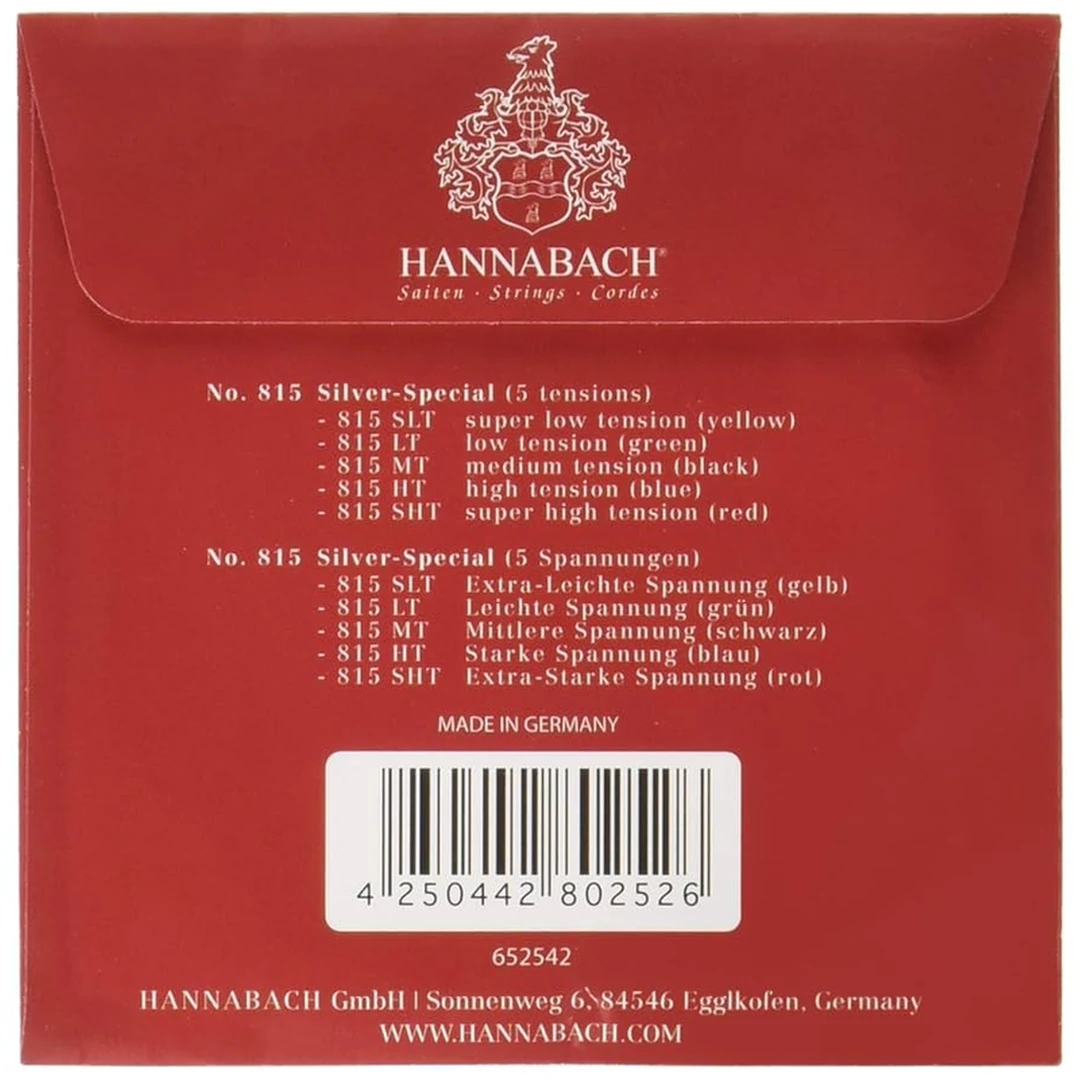 HANNABACH®
Saiten · Strings · Cordes
No. 815 Silver-Special (5 tensions)
- 815 SLT super low tension (yellow)
- 815 LT low tension (green)
- 815 MT medium tension (black)
- 815 HT high tension (blue)
- 815 SHT super high tension (red)
No. 815 Silver-Special (5 Spannungen)
- 815 SLT Extra-Leichte Spannung (gelb)
- 815 LT Leichte Spannung (grün)
- 815 MT Mittlere Spannung (schwarz)
- 815 HT Starke Spannung (blau)
- 815 SHT Extra-Starke Spannung (rot)
MADE IN GERMANY
4 250442 802526
652542
HANNABACH GmbH | Sonnenweg 6, 84546 Egglkofen, Germany
WWW.HANNABACH.COM